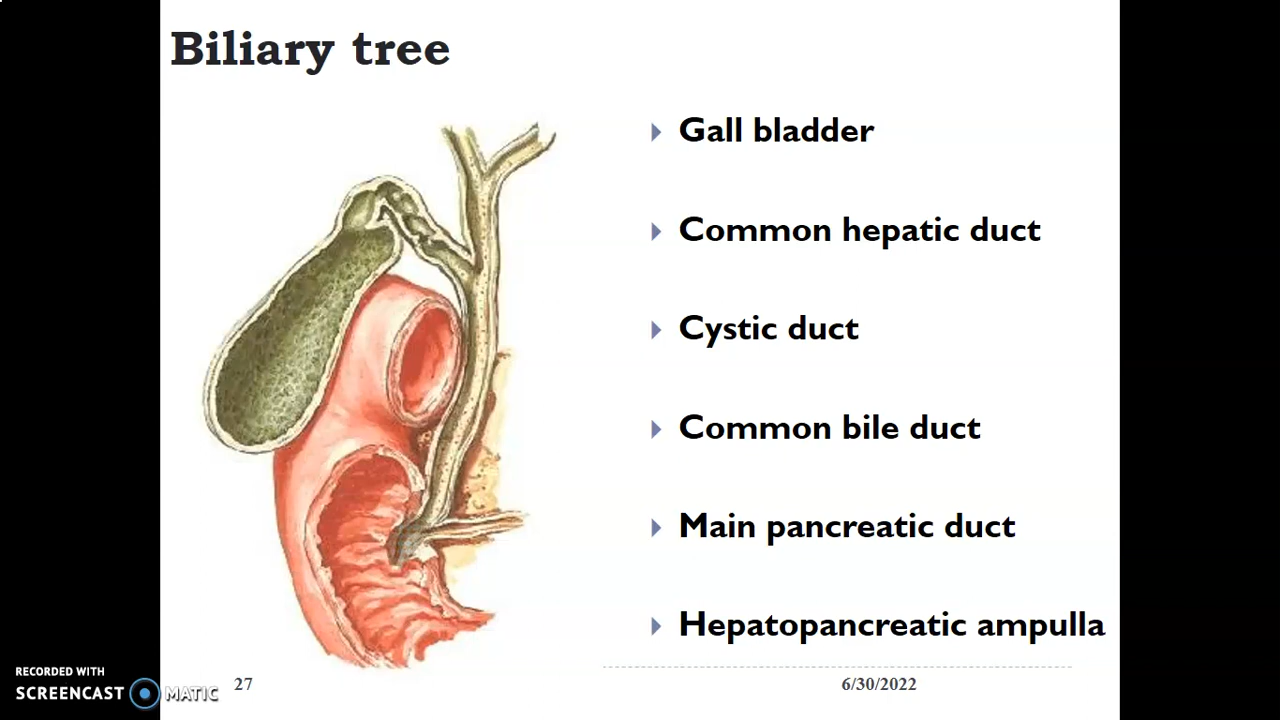 Biliary tree
Gall bladder
Common hepatic duct
Cystic duct
Common bile duct
Main pancreatic duct
Hepatopancreatic ampulla
RECORDED WITH
SCREENCAST MATIC
27
6/30/2022